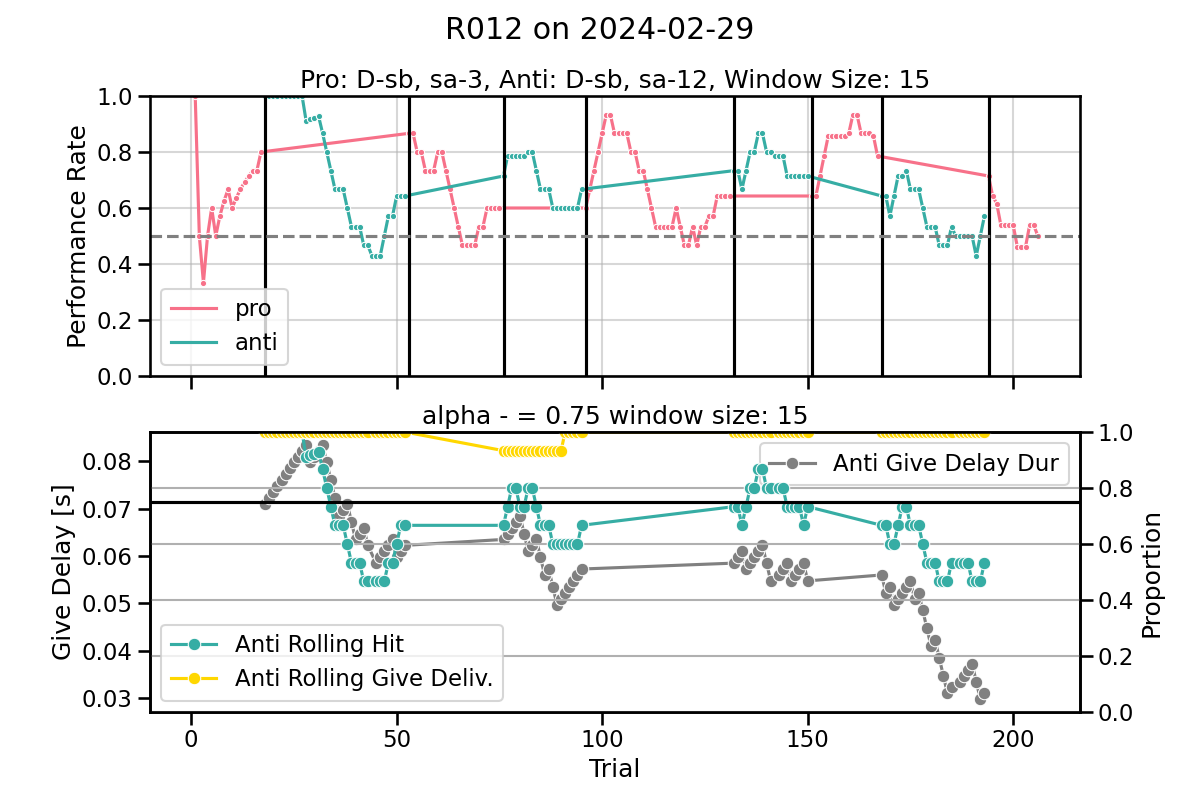 R012 on 2024-02-29
Pro: D-sb, sa-3, Anti: D-sb, sa-12, Window Size: 15
Performance Rate
1.0
0.8
0.6
0.4
0.2
0.0
pro
anti
alpha - = 0.75 window size: 15
Give Delay [s]
0.08
0.07
0.06
0.05
0.04
0.03
Anti Give Delay Dur
Anti Rolling Hit
Anti Rolling Give Deliv.
1.0
0.8
0.6
0.4
0.2
0.0
Proportion
0
50
100
150
200
Trial